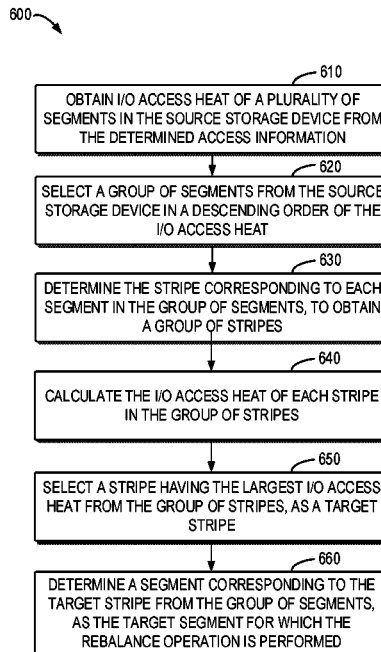 600
610
OBTAIN I/O ACCESS HEAT OF A PLURALITY OF
SEGMENTS IN THE SOURCE STORAGE DEVICE FROM
THE DETERMINED ACCESS INFORMATION
620
SELECT A GROUP OF SEGMENTS FROM THE SOURCE
STORAGE DEVICE IN A DESCENDING ORDER OF THE
I/O ACCESS HEAT
630
DETERMINE THE STRIPE CORRESPONDING TO EACH
SEGMENT IN THE GROUP OF SEGMENTS, TO OBTAIN
A GROUP OF STRIPES
640
CALCULATE THE I/O ACCESS HEAT OF EACH STRIPE
IN THE GROUP OF STRIPES
650
SELECT A STRIPE HAVING THE LARGEST I/O ACCESS
HEAT FROM THE GROUP OF STRIPES, AS A TARGET
STRIPE
660
DETERMINE A SEGMENT CORRESPONDING TO THE
TARGET STRIPE FROM THE GROUP OF SEGMENTS,
AS THE TARGET SEGMENT FOR WHICH THE
REBALANCE OPERATION IS PERFORMED